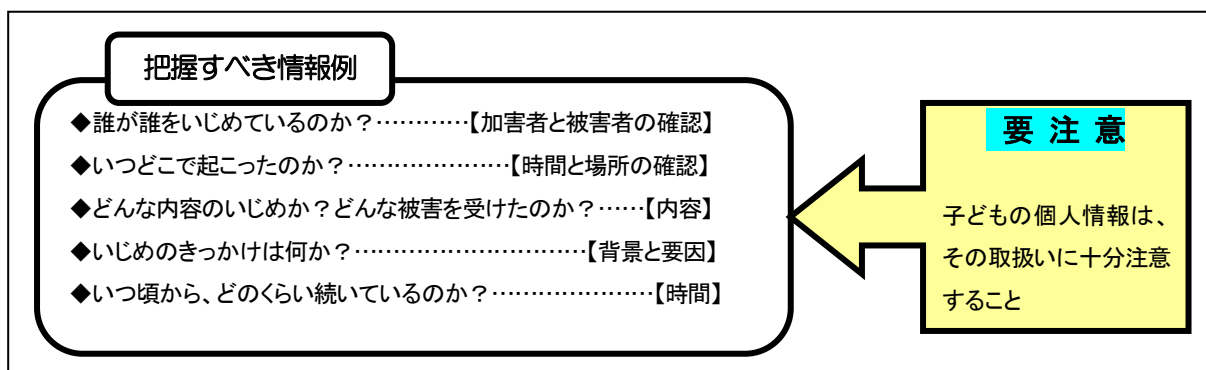 把握すべき情報例
◆誰が誰をいじめているのか？…………【加害者と被害者の確認】
◆いつどこで起こったのか？…………………【時間と場所の確認】
◆どんな内容のいじめか？どんな被害を受けたのか？……【内容】
◆いじめのきっかけは何か？…………………………【背景と要因】
◆いつ頃から、どのくらい続いているのか？…………………【時間】
要 注 意
子どもの個人情報は、
その取扱いに十分注意
すること